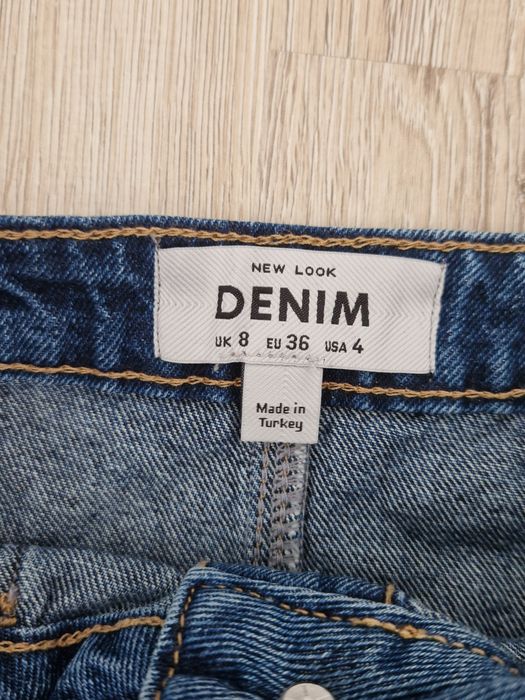 NEW LOOK
DENIM
UK 8 EU 36 USA 4
Made in
Turkey